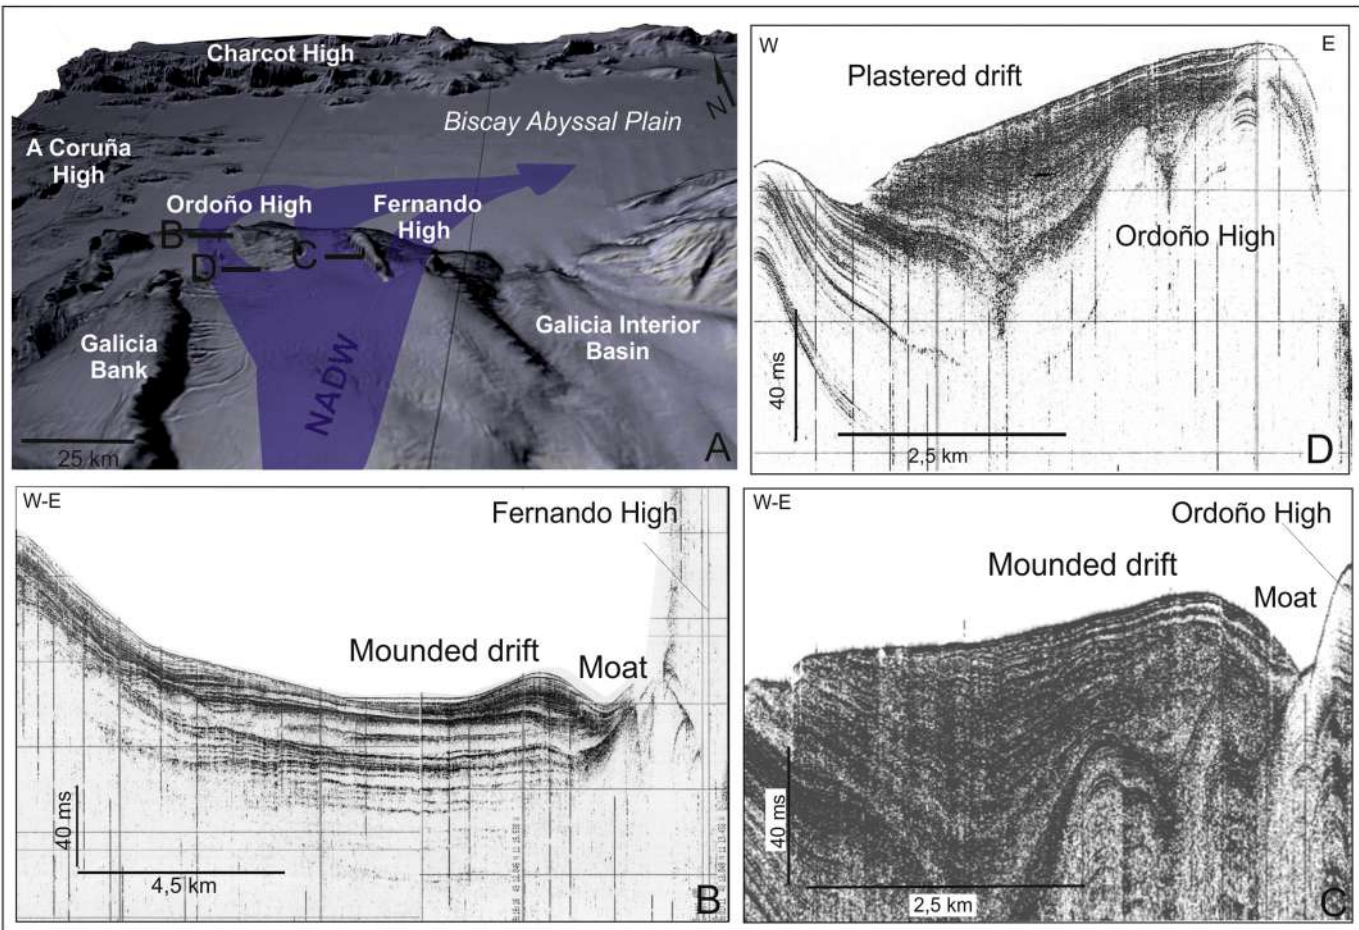 Charcot High
N
Biscay Abyssal Plain
A Coruña
High
Ordoño High
Fernando
High
B
D
C
Galicia
Bank
Galicia Interior
Basin
NADW
25 km
A
W
E
Plastered drift
Ordoño High
40 ms
2,5 km
D
W-E
Fernando High
Mounded drift
Moat
40 ms
4,5 km
B
W-E
Ordoño High
Mounded drift
Moat
40 ms
2,5 km
C